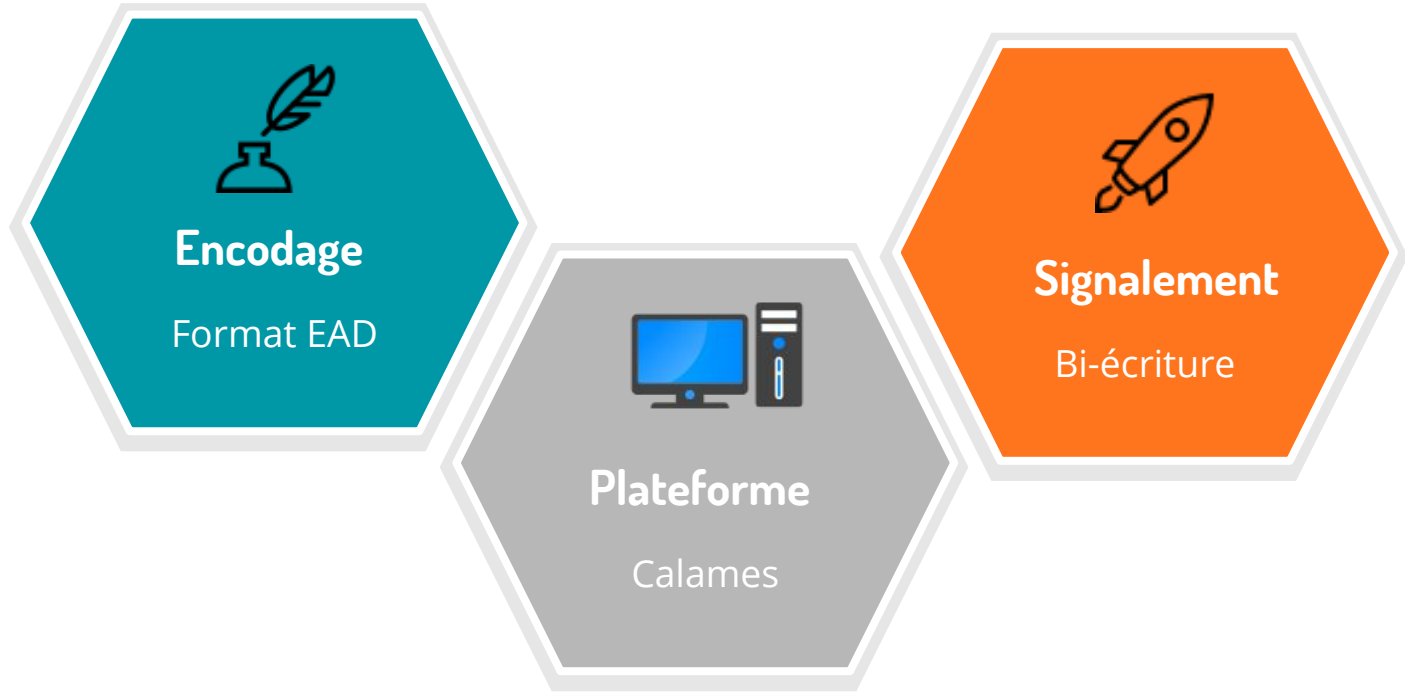 Encodage
Format EAD
Plateforme
Calames
Signalement
Bi-écriture